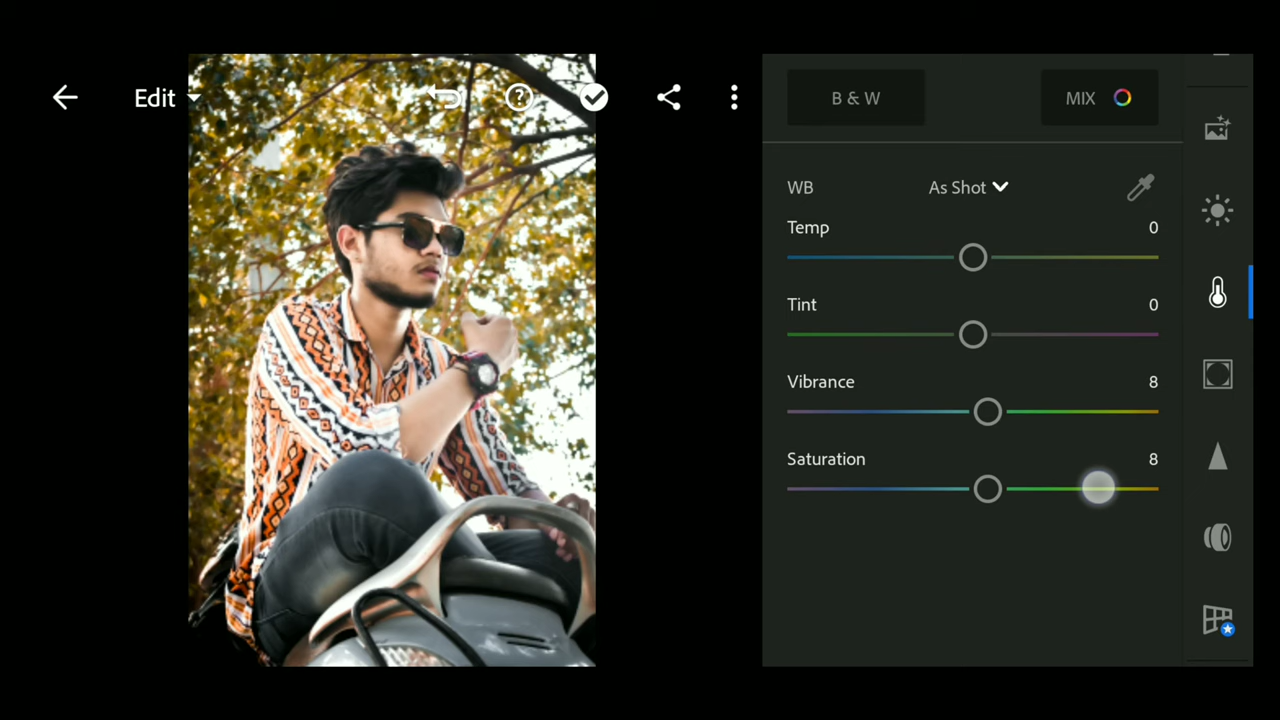 Edit
B & W
MIX
WB
As Shot
Temp
0
Tint
0
Vibrance
8
Saturation
8